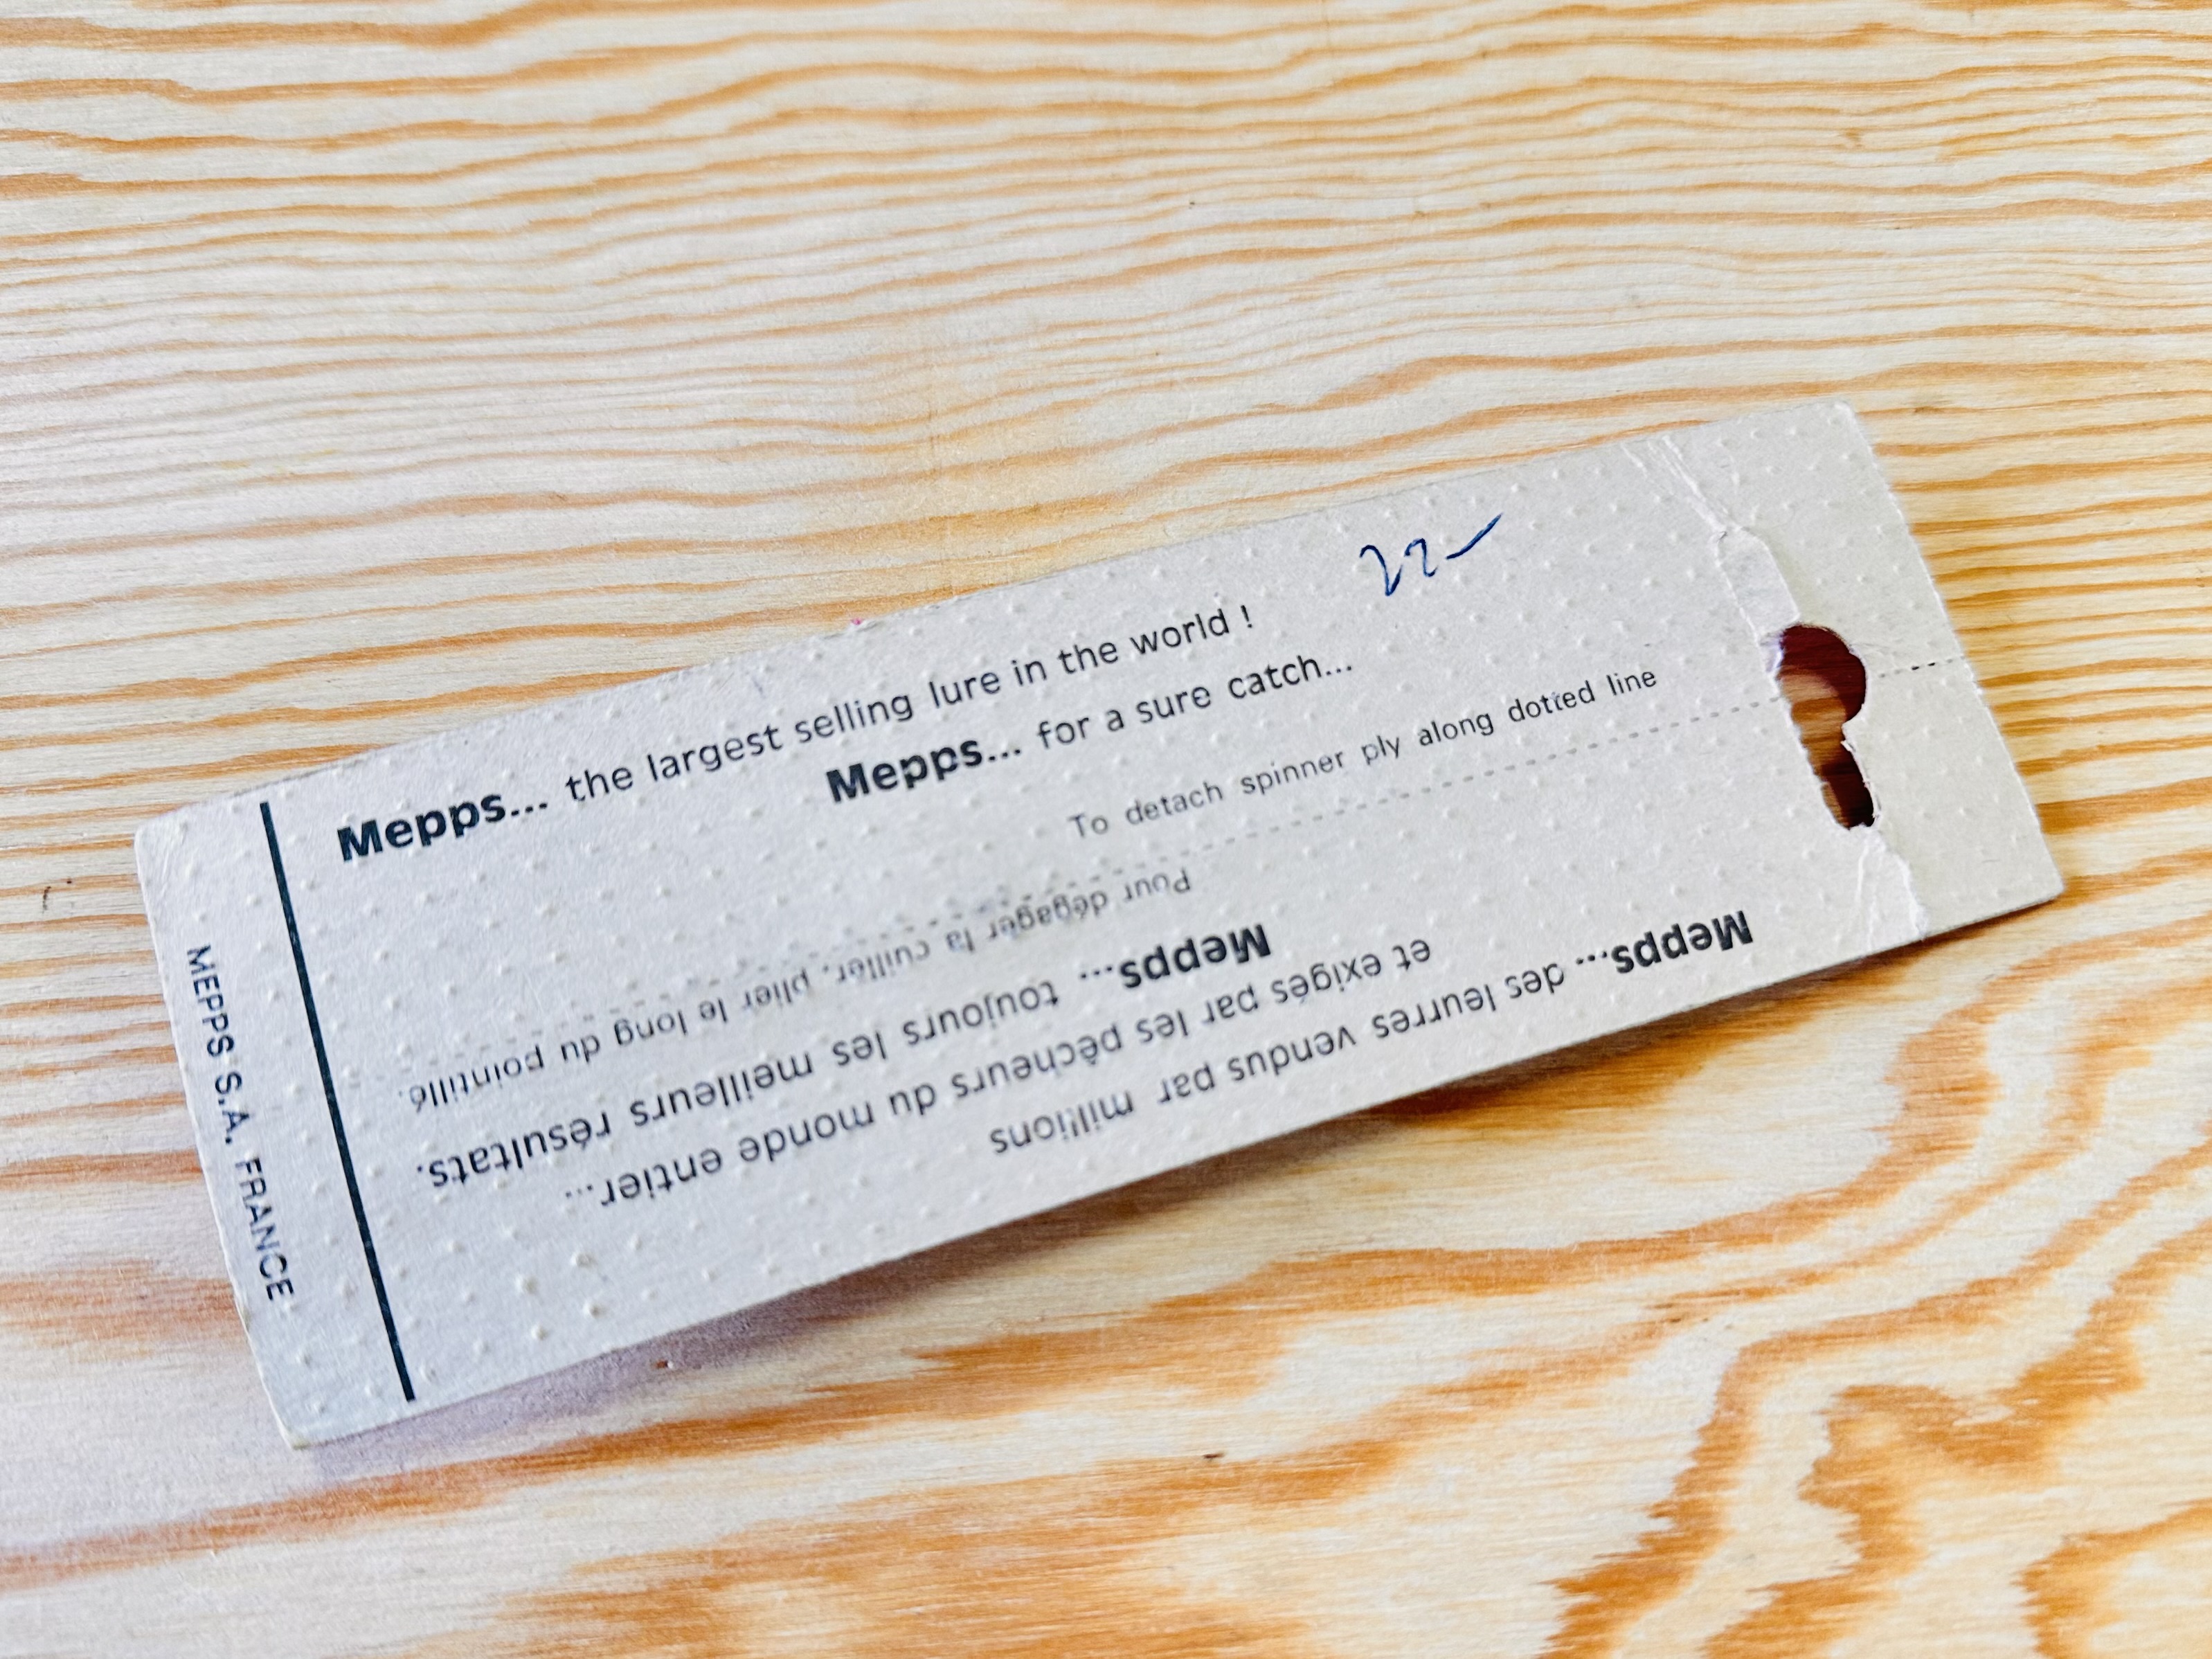 22-
Mepps... the largest selling lure in the world !
Mepps... for a sure catch...
To detach spinner ply along dotted line
Mepps... des leurres vendus par millions
et exigés par les pêcheurs du monde entier...
Mepps... toujours les meilleurs résultats.
Pour dégager la cuiller, plier le long du pointillé.
MEPPS S.A. FRANCE